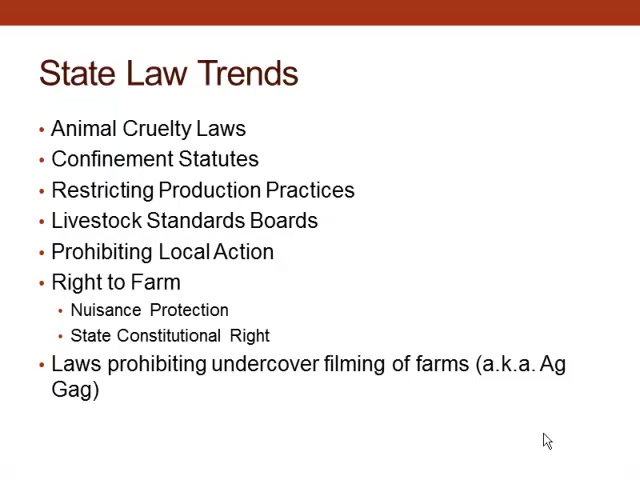 State Law Trends
• Animal Cruelty Laws
• Confinement Statutes
• Restricting Production Practices
• Livestock Standards Boards
• Prohibiting Local Action
• Right to Farm
• Nuisance Protection
• State Constitutional Right
• Laws prohibiting undercover filming of farms (a.k.a. Ag
Gag)